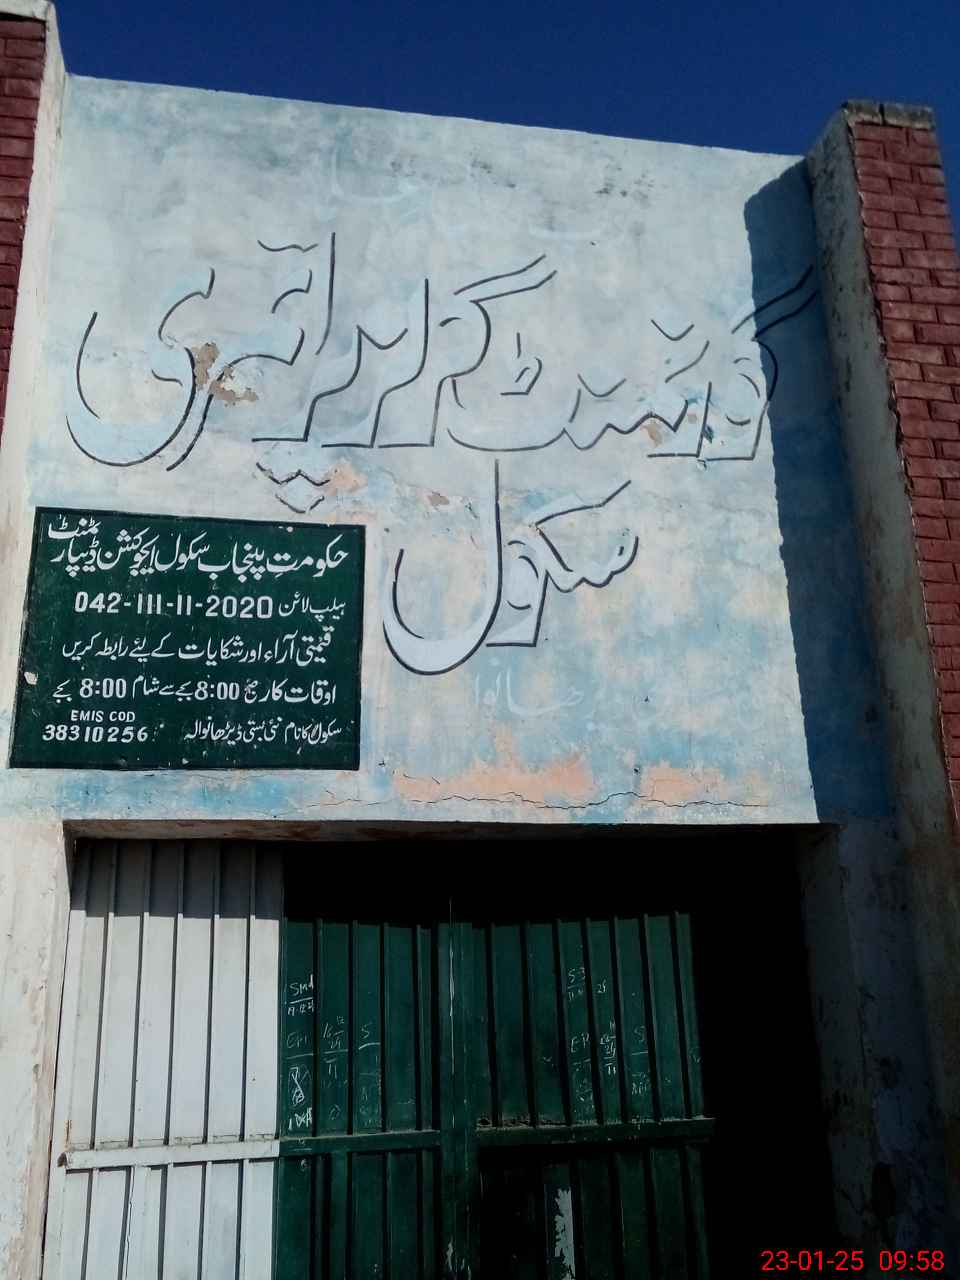 گورنمنٹ گرلز پرائمری
سکول
حکومتِ پنجاب سکول ایجوکیشن ڈیپارٹمنٹ
ہیلپ لائن 042-111-11-2020
قیمتی آراء اور شکایات کے لیئے رابطہ کریں
اوقات کار صبح 8:00 بجے سے شام 8:00 بجے
EMIS COD
سکول کا نام نئی بستی ڈیڑھانوالہ 38310256
23-01-25 09:58